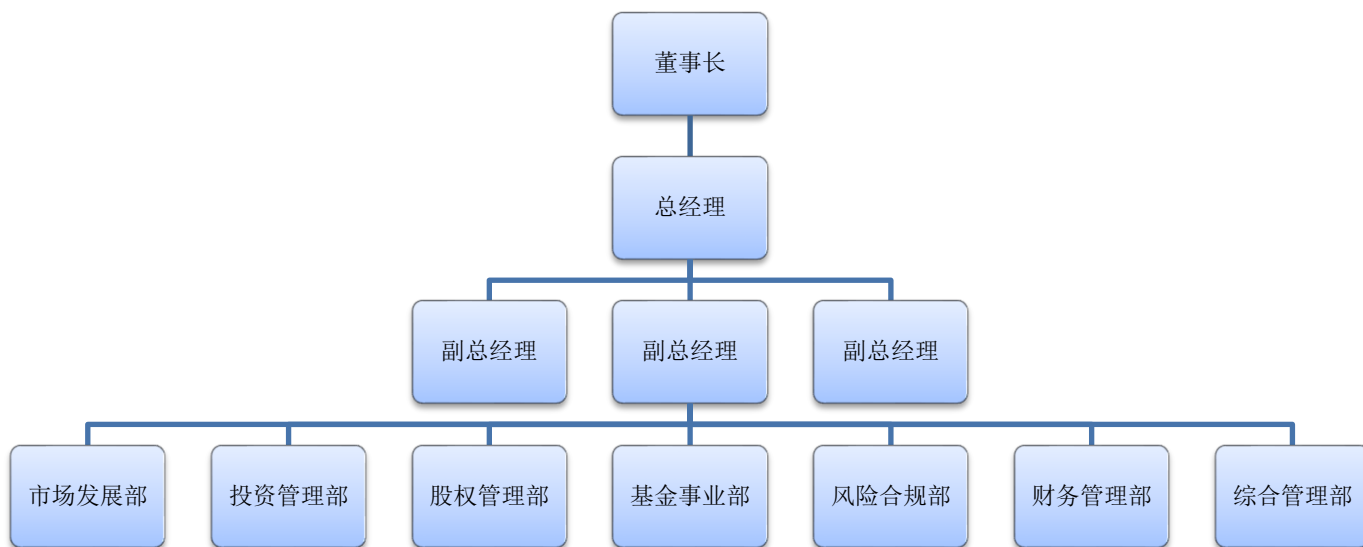 董事长
总经理
副总经理
副总经理
副总经理
市场发展部
投资管理部
股权管理部
基金事业部
风险合规部
财务管理部
综合管理部